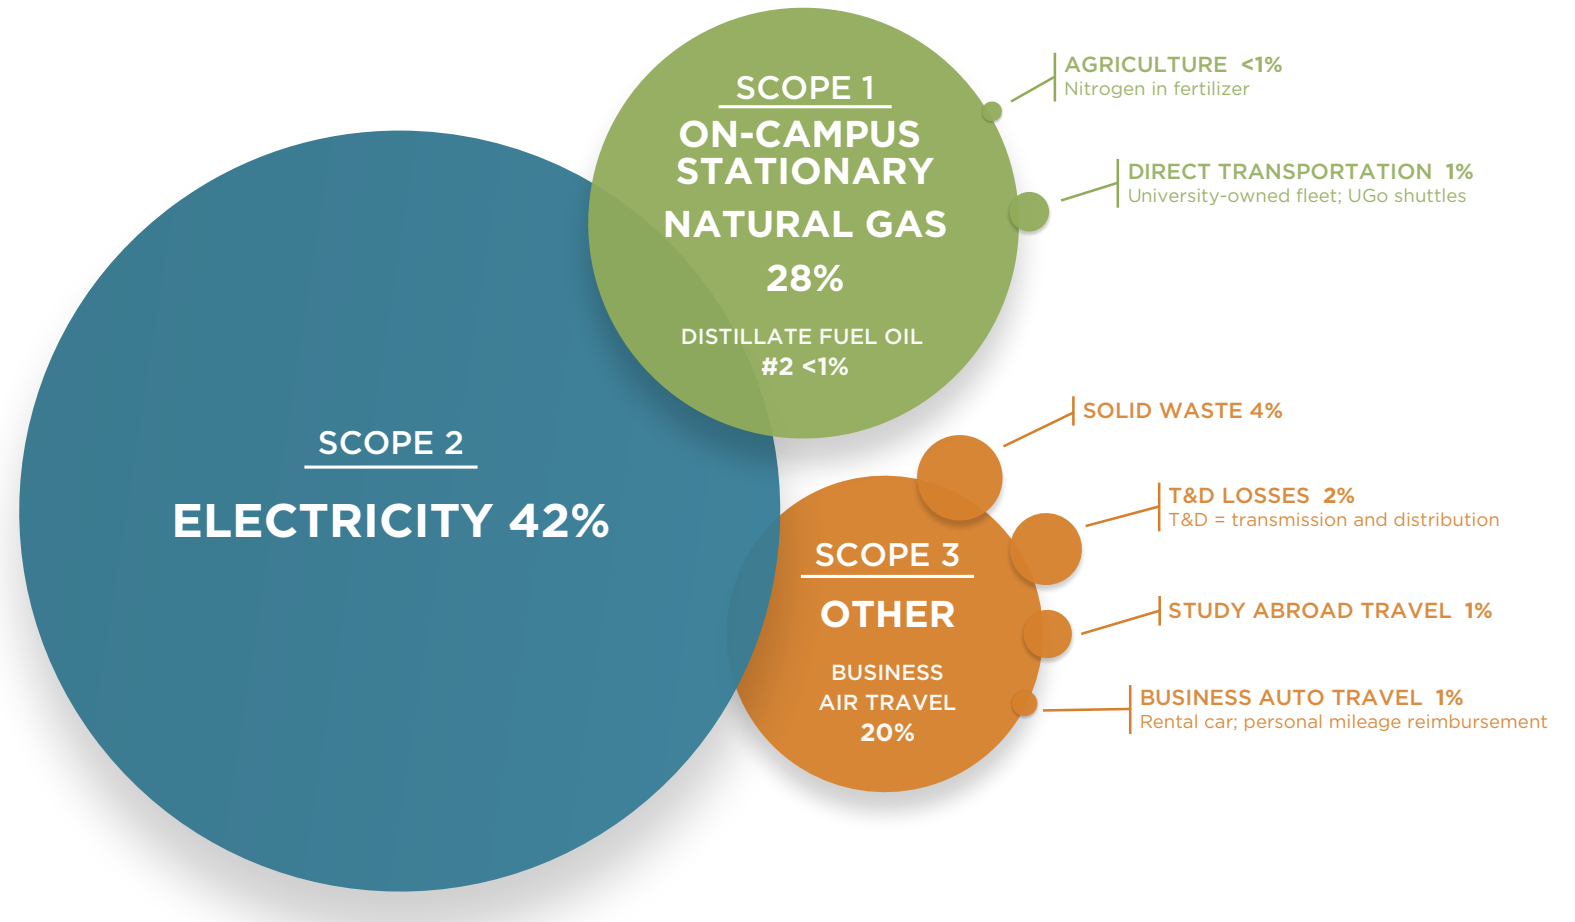 SCOPE 1
ON-CAMPUS
STATIONARY
NATURAL GAS
28%
DISTILLATE FUEL OIL
#2 <1%
AGRICULTURE <1%
Nitrogen in fertilizer
DIRECT TRANSPORTATION 1%
University-owned fleet; UGo shuttles
SCOPE 2
ELECTRICITY 42%
SCOPE 3
OTHER
BUSINESS
AIR TRAVEL
20%
SOLID WASTE 4%
T&D LOSSES 2%
T&D = transmission and distribution
STUDY ABROAD TRAVEL 1%
BUSINESS AUTO TRAVEL 1%
Rental car; personal mileage reimbursement